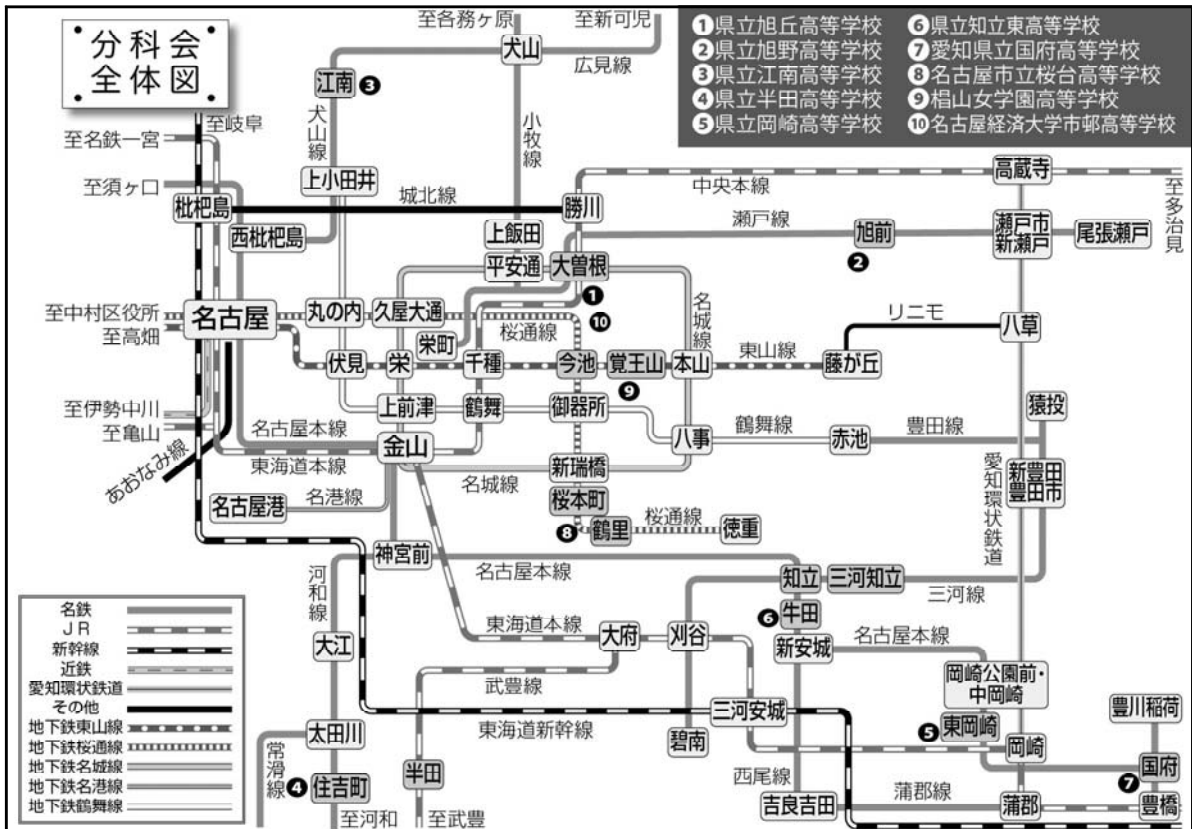 分科会
全体図
❶県立旭丘高等学校
❷県立旭野高等学校
❸県立江南高等学校
❹県立半田高等学校
❺県立岡崎高等学校
❻県立知立東高等学校
❼愛知県立国府高等学校
❽名古屋市立桜台高等学校
❾椙山女学園高等学校
❿名古屋経済大学市邨高等学校
至各務ヶ原
至新可児
犬山
広見線
江南
❸
犬山線
小牧線
至岐阜
至名鉄一宮
至須ヶ口
上小田井
高蔵寺
中央本線
至多治見
枇杷島
城北線
勝川
西枇杷島
上飯田
瀬戸線
旭前
❷
瀬戸市
新瀬戸
尾張瀬戸
平安通
大曽根
❶
名城線
至中村区役所
至高畑
名古屋
丸の内
久屋大通
桜通線
❿
栄町
リニモ
八草
伏見
栄
千種
今池
覚王山
❾
本山
東山線
藤が丘
至伊勢中川
至亀山
あおなみ線
上前津
鶴舞
御器所
八事
鶴舞線
赤池
豊田線
猿投
名古屋本線
金山
東海道本線
新瑞橋
名城線
愛知環状鉄道
新豊田
豊田市
名古屋港
名港線
桜本町
❽
鶴里
桜通線
徳重
神宮前
名古屋本線
河和線
知立
三河知立
三河線
❻
牛田
大江
東海道本線
大府
刈谷
新安城
名古屋本線
武豊線
岡崎公園前・
中岡崎
豊川稲荷
三河安城
東海道新幹線
太田川
碧南
❺
東岡崎
岡崎
常滑線
❹
住吉町
半田
西尾線
国府
❼
吉良吉田
蒲郡線
蒲郡
豊橋
至河和
至武豊
名鉄
JR
新幹線
近鉄
愛知環状鉄道
その他
地下鉄東山線
地下鉄桜通線
地下鉄名城線
地下鉄名港線
地下鉄鶴舞線